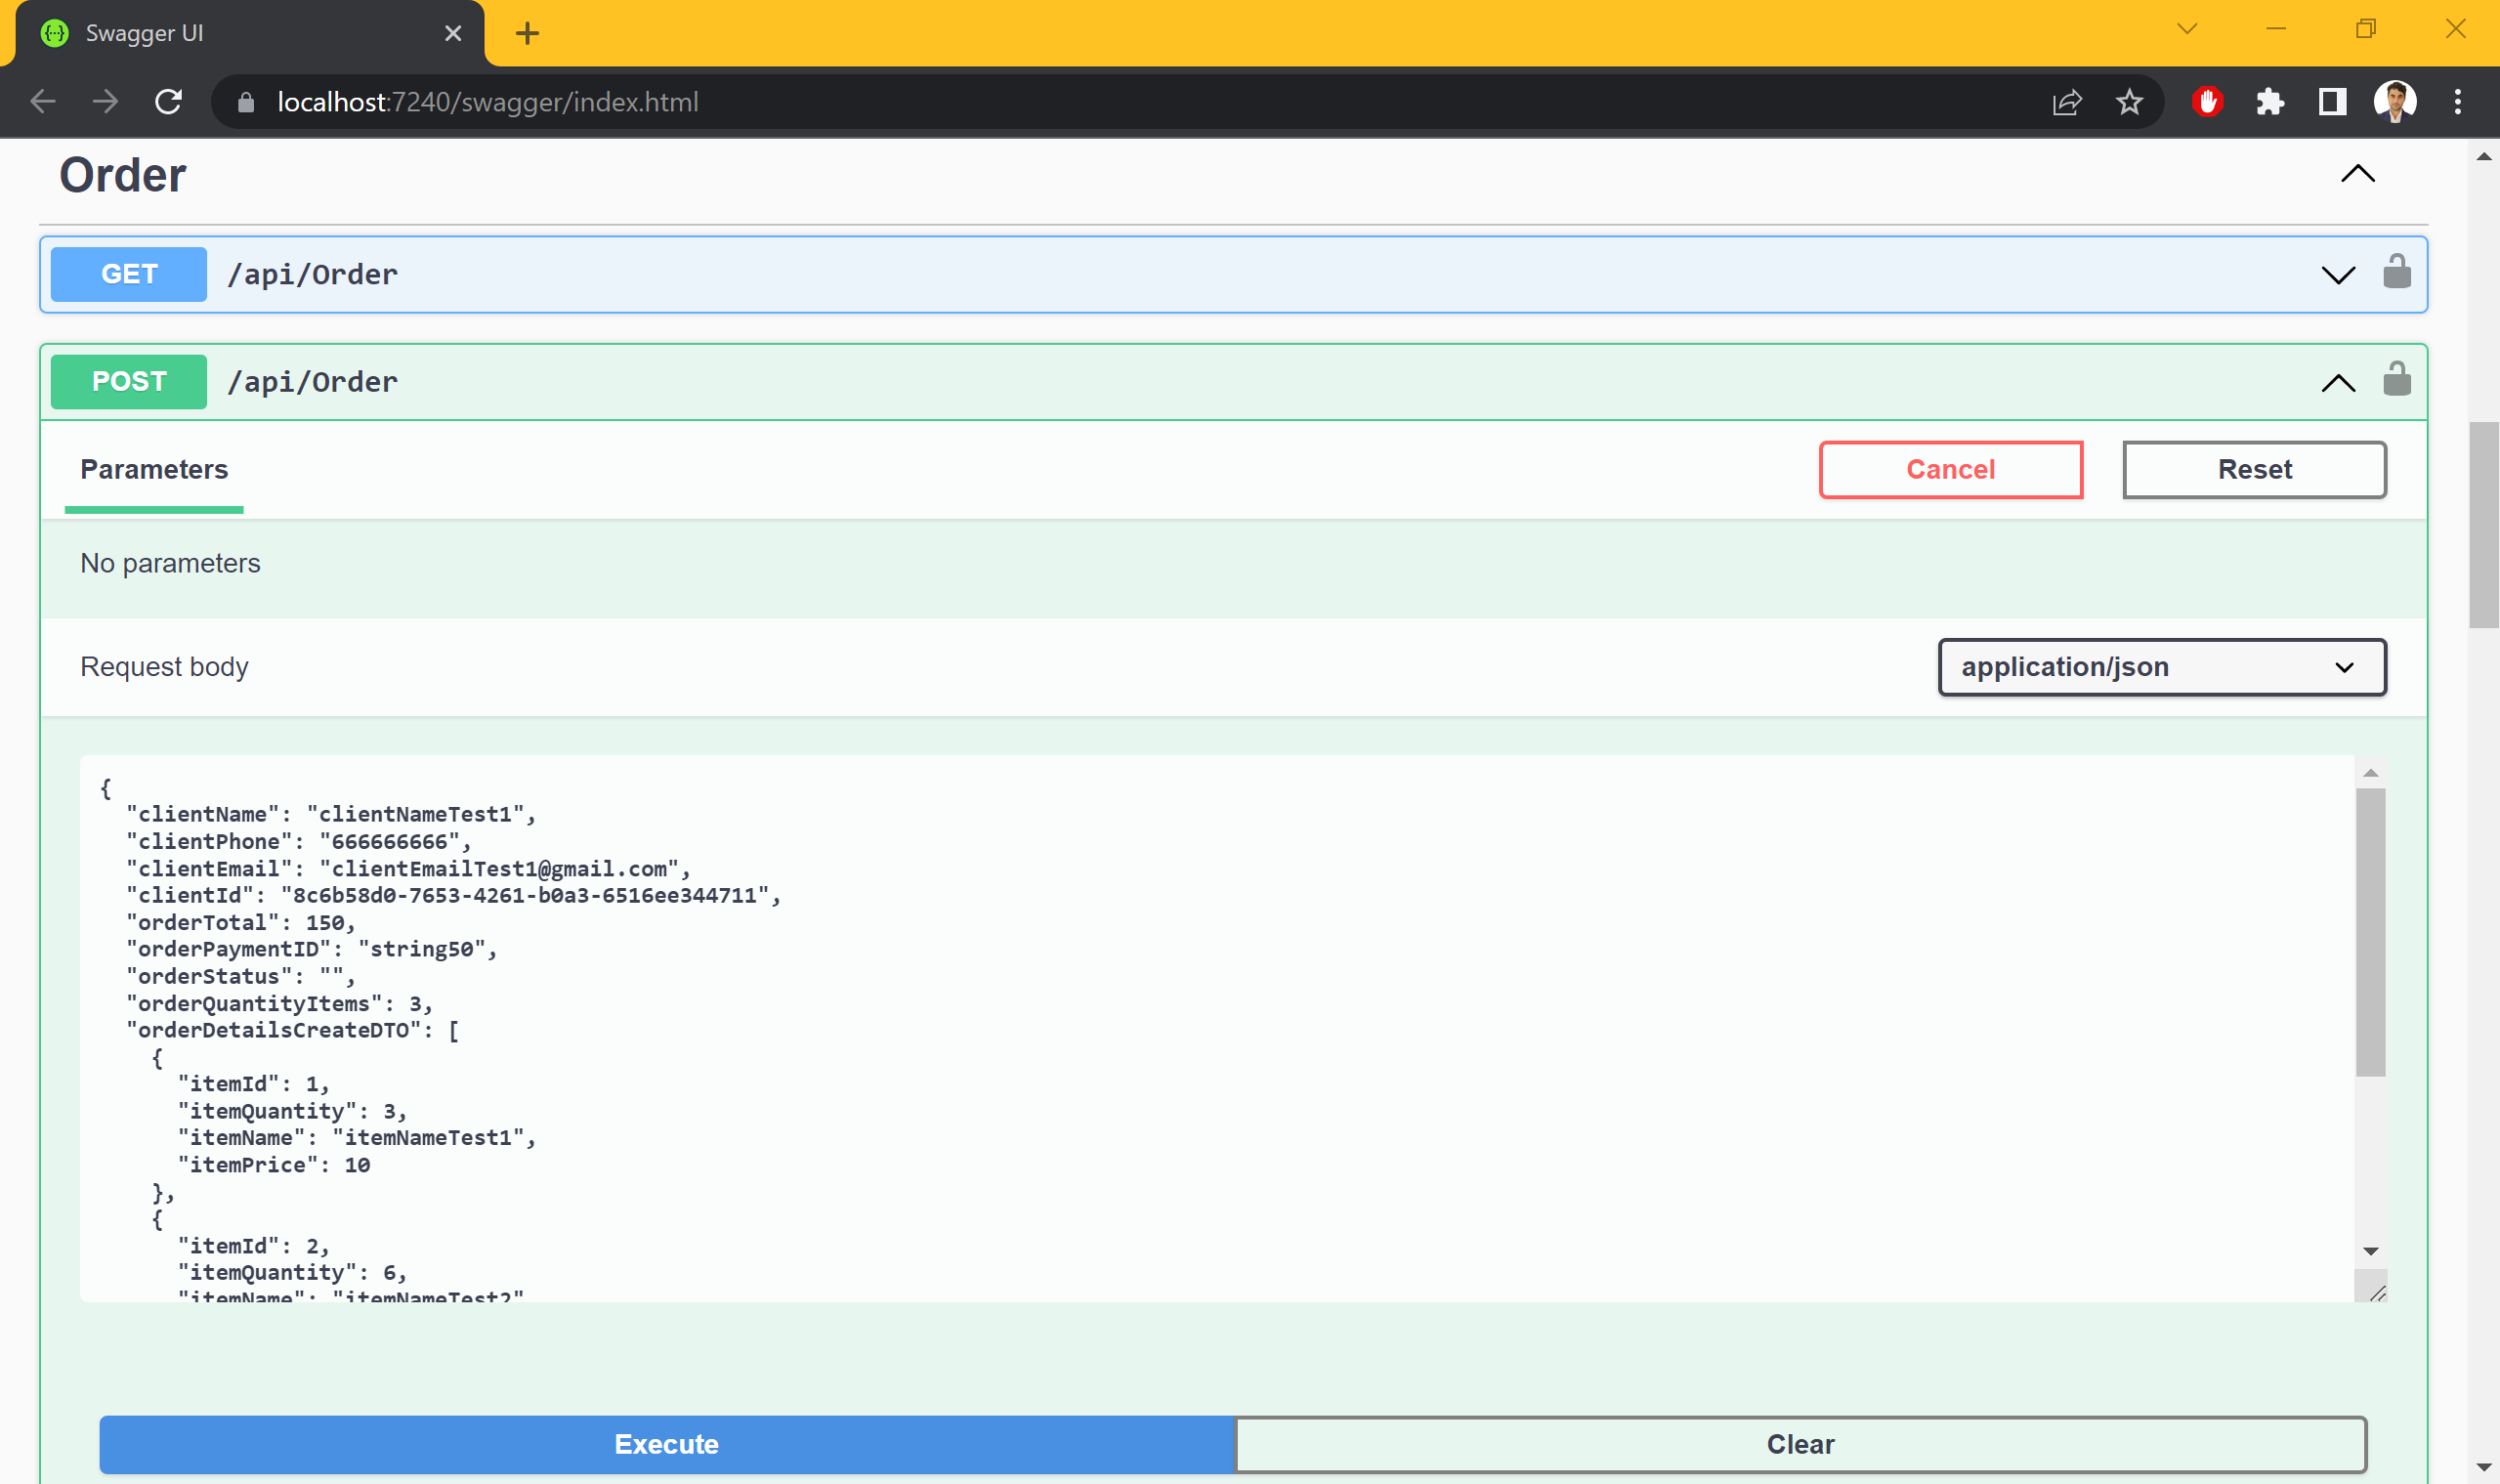 Swagger UI
localhost:7240/swagger/index.html
Order
GET /api/Order
POST /api/Order
Parameters
Cancel
Reset
No parameters
Request body
application/json
{
"clientName": "clientNameTest1",
"clientPhone": "666666666",
"clientEmail": "clientEmailTest1@gmail.com",
"clientId": "8c6b58d0-7653-4261-b0a3-6516ee344711",
"orderTotal": 150,
"orderPaymentID": "string50",
"orderStatus": "",
"orderQuantityItems": 3,
"orderDetailsCreateDTO": [
{
"itemId": 1,
"itemQuantity": 3,
"itemName": "itemNameTest1",
"itemPrice": 10
},
{
"itemId": 2,
"itemQuantity": 6,
"itemName": "itemNameTest2"
Execute
Clear